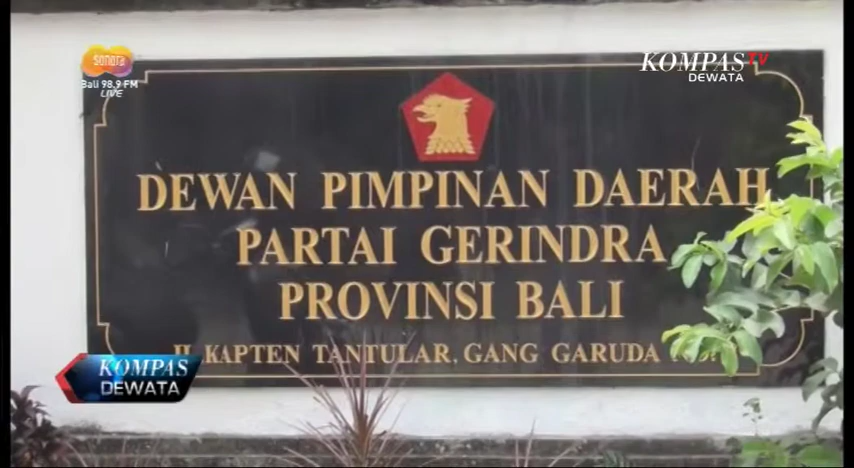 sonora
Bali 98.9 FM
LIVE
KOMPAS TV
DEWATA
DEWAN PIMPINAN DAERAH
PARTAI GERINDRA
PROVINSI BALI
KAPTEN TANTULAR, GANG GARUDA
KOMPAS
DEWATA